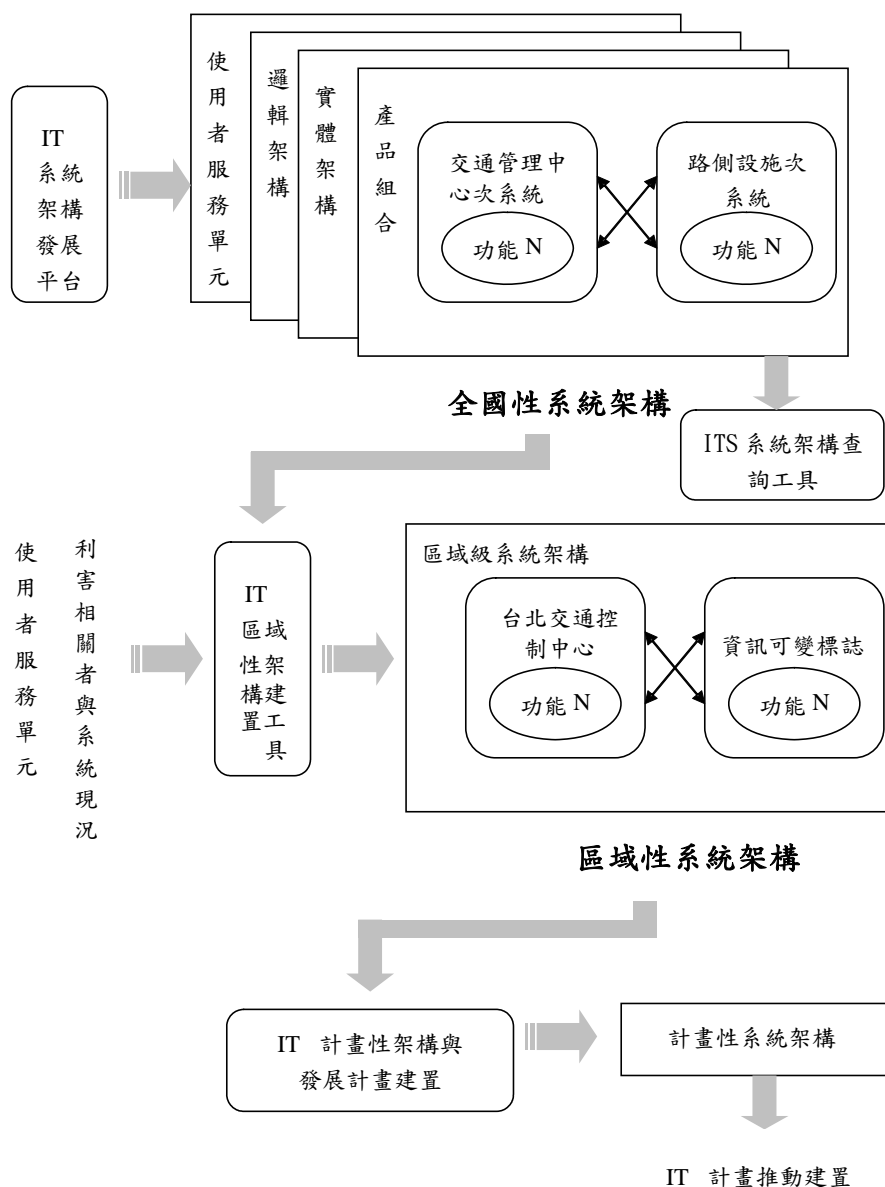 IT
系統
架構
發展
平台
使用者服務單元
邏輯架構
實體架構
產品組合
交通管理中
心次系統
功能 N
路側設施次
系統
功能 N
全國性系統架構
ITS 系統架構查
詢工具
使用者服務單元
利害相關者與系統現況
IT
區域
性架
構建
置工
具
區域級系統架構
台北交通控
制中心
功能 N
資訊可變標誌
功能 N
區域性系統架構
IT 計畫性架構與
發展計畫建置
計畫性系統架構
IT 計畫推動建置